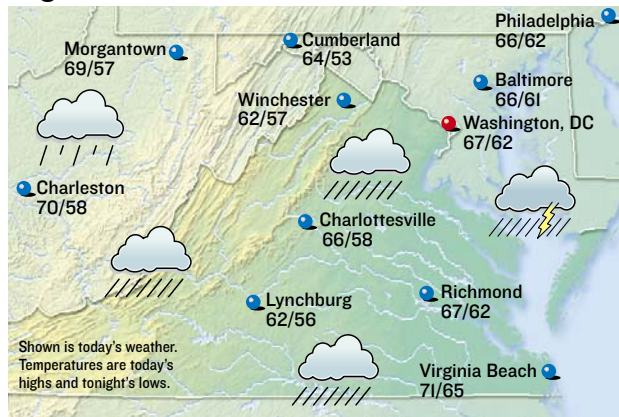 Philadelphia
66/62
Morgantown
69/57
Cumberland
64/53
Baltimore
66/61
Winchester
62/57
Washington, DC
67/62
Charleston
70/58
Charlottesville
66/58
Lynchburg
62/56
Richmond
67/62
Shown is today's weather.
Temperatures are today's
highs and tonight's lows.
Virginia Beach
71/65